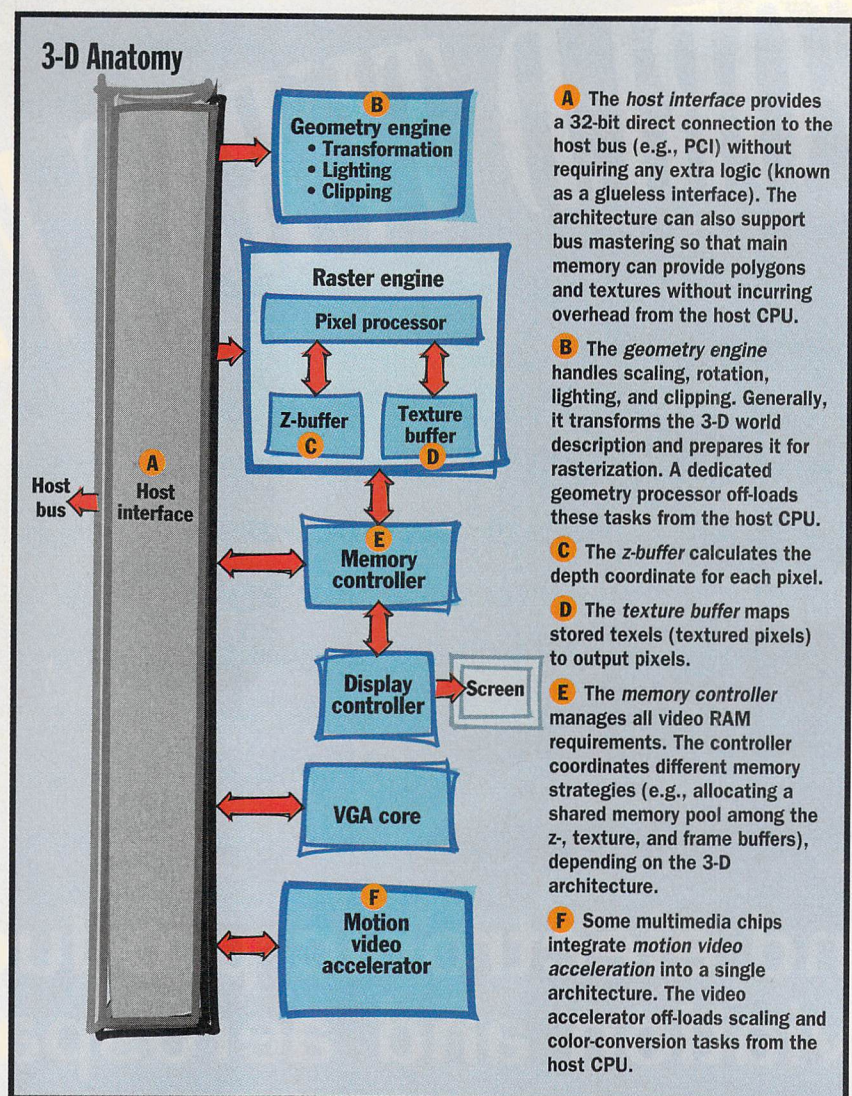 3-D Anatomy
B
Geometry engine
• Transformation
• Lighting
• Clipping
Raster engine
Pixel processor
Z-buffer
C
Texture
buffer
D
A
Host
interface
Host
bus
E
Memory
controller
Display
controller
Screen
VGA core
F
Motion
video
accelerator
A The host interface provides
a 32-bit direct connection to the
host bus (e.g., PCI) without
requiring any extra logic (known
as a glueless interface). The
architecture can also support
bus mastering so that main
memory can provide polygons
and textures without incurring
overhead from the host CPU.
B The geometry engine
handles scaling, rotation,
lighting, and clipping. Generally,
it transforms the 3-D world
description and prepares it for
rasterization. A dedicated
geometry processor off-loads
these tasks from the host CPU.
C The z-buffer calculates the
depth coordinate for each pixel.
D The texture buffer maps
stored texels (textured pixels)
to output pixels.
E The memory controller
manages all video RAM
requirements. The controller
coordinates different memory
strategies (e.g., allocating a
shared memory pool among the
z-, texture, and frame buffers),
depending on the 3-D
architecture.
F Some multimedia chips
integrate motion video
acceleration into a single
architecture. The video
accelerator off-loads scaling and
color-conversion tasks from the
host CPU.